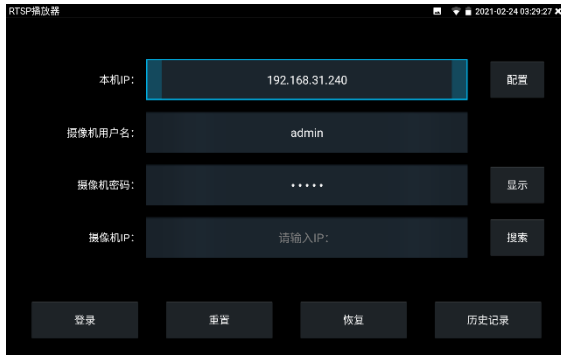 RTSP播放器 2021-02-24 03:29:27
本机IP: 192.168.31.240 配置
摄像机用户名: admin
摄像机密码: ••••• 显示
摄像机IP: 请输入IP: 搜索
登录 重置 恢复 历史记录